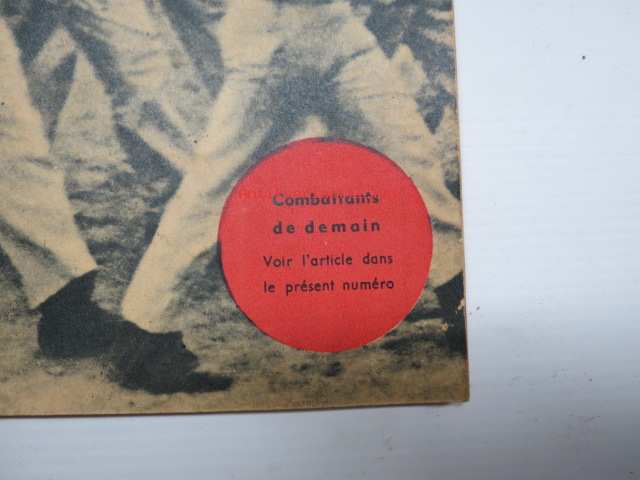 Combattants
de demain
Voir l'article dans
le présent numéro